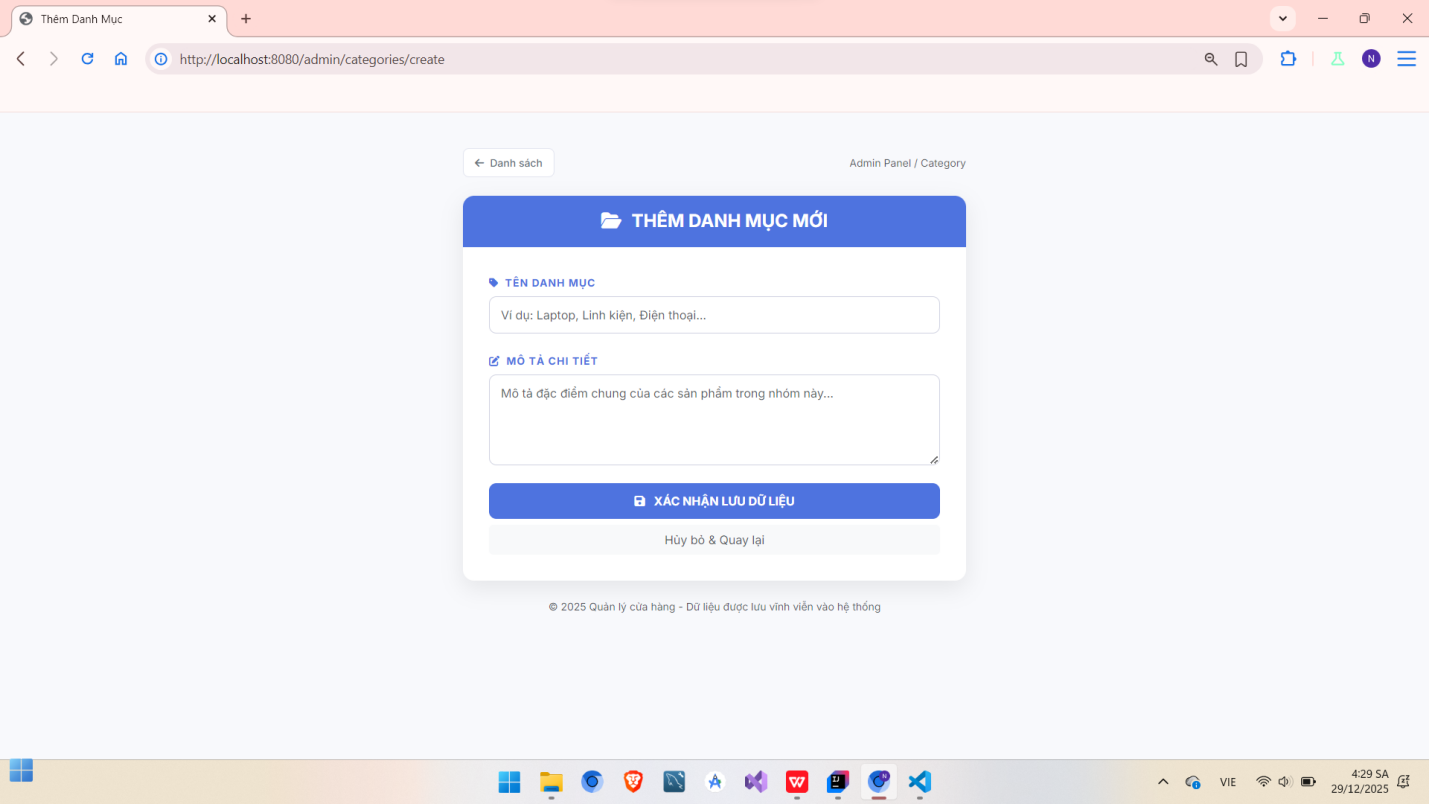 Thêm Danh Mục
http://localhost:8080/admin/categories/create
N
Danh sách
Admin Panel / Category
THÊM DANH MỤC MỚI
TÊN DANH MỤC
Ví dụ: Laptop, Linh kiện, Điện thoại...
MÔ TẢ CHI TIẾT
Mô tả đặc điểm chung của các sản phẩm trong nhóm này...
XÁC NHẬN LƯU DỮ LIỆU
Hủy bỏ & Quay lại
© 2025 Quản lý cửa hàng - Dữ liệu được lưu vĩnh viễn vào hệ thống
VIE
4:29 SA
29/12/2025